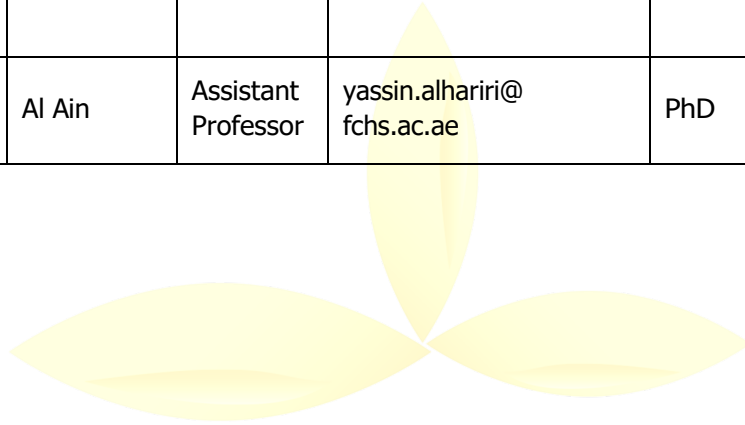 Al Ain
Assistant
Professor
yassin.alhariri@
fchs.ac.ae
PhD